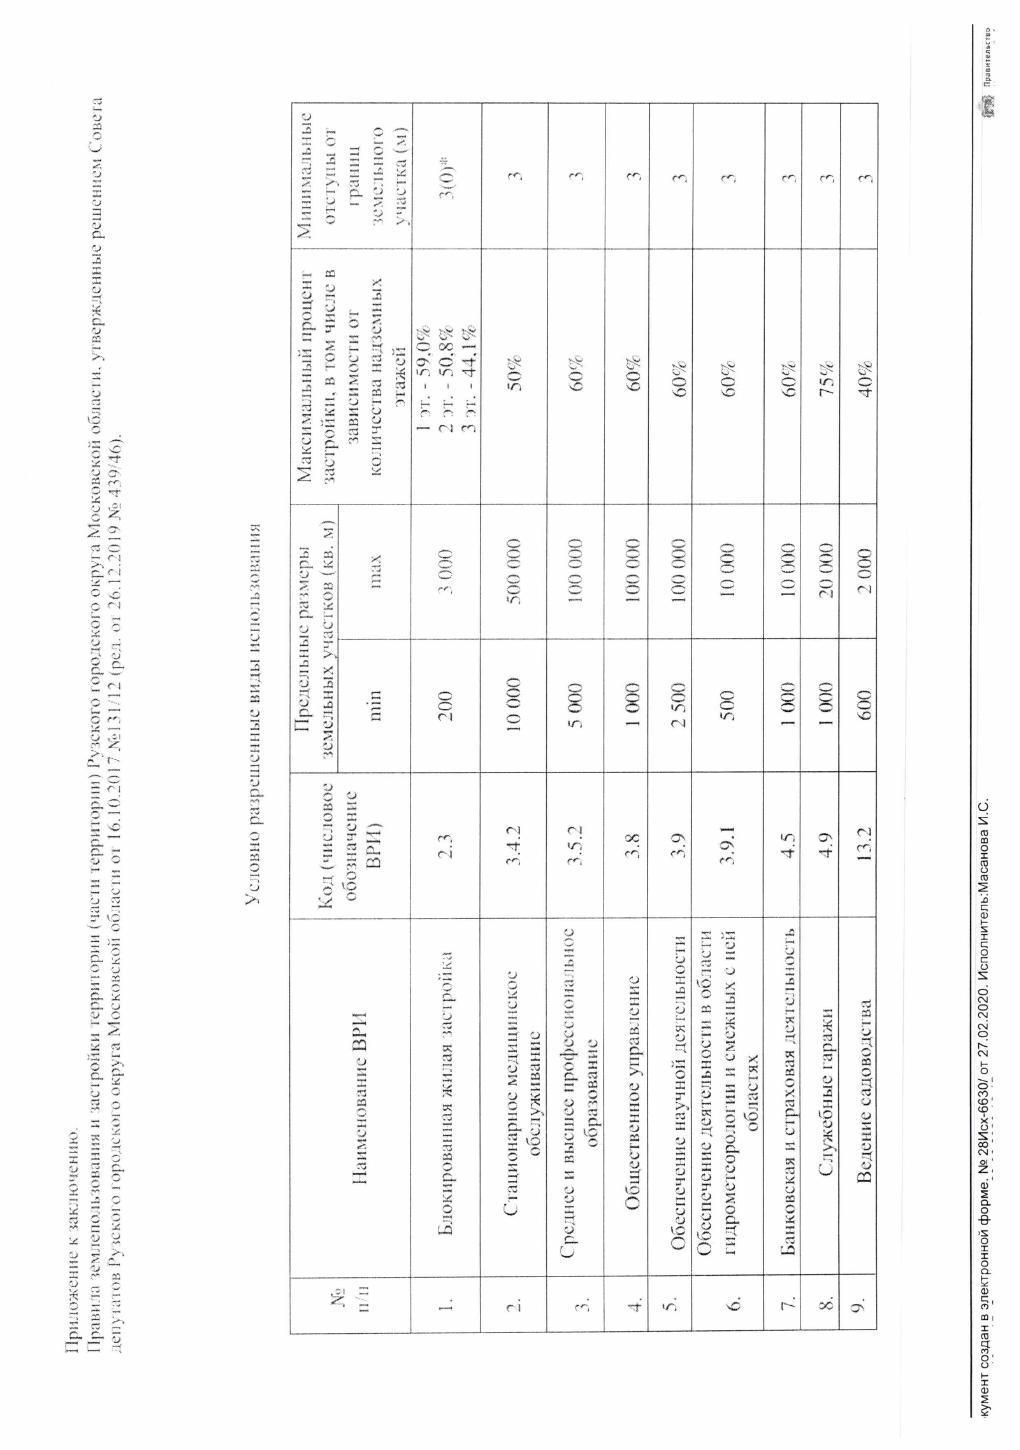 Приложение к заключению.
Правила землепользования и застройки территории (части территории) Рузского городского округа Московской области, утвержденные решением Совета
депутатов Рузского городского округа Московской области от 16.10.2017 №131/12 (ред. от 26.12.2019 № 439/46).
Условно разрешенные виды использования
№ п/п
Наименование ВРИ
Код (числовое обозначение ВРИ)
Предельные размеры земельных участков (кв. м)
min
max
Максимальный процент застройки, в том числе в зависимости от количества надземных этажей
Минимальные отступы от границ земельного участка (м)
1. Блокированная жилая застройка 2.3 200 3 000 1 эт. - 59,0% 3(0)*
2 эт. - 50,8%
3 эт. - 44,1%
2. Стационарное медицинское обслуживание 3.4.2 10 000 500 000 50% 3
3. Среднее и высшее профессиональное образование 3.5.2 5 000 100 000 60% 3
4. Общественное управление 3.8 1 000 100 000 60% 3
5. Обеспечение научной деятельности 3.9 2 500 100 000 60% 3
6. Обеспечение деятельности в области гидрометеорологии и смежных с ней областях 3.9.1 500 10 000 60% 3
7. Банковская и страховая деятельность 4.5 1 000 10 000 60% 3
8. Служебные гаражи 4.9 1 000 20 000 75% 3
9. Ведение садоводства 13.2 600 2 000 40% 3
кумент создан в электронной форме. № 28Исх-6630/ от 27.02.2020. Исполнитель:Масанова И.С.
Правительство